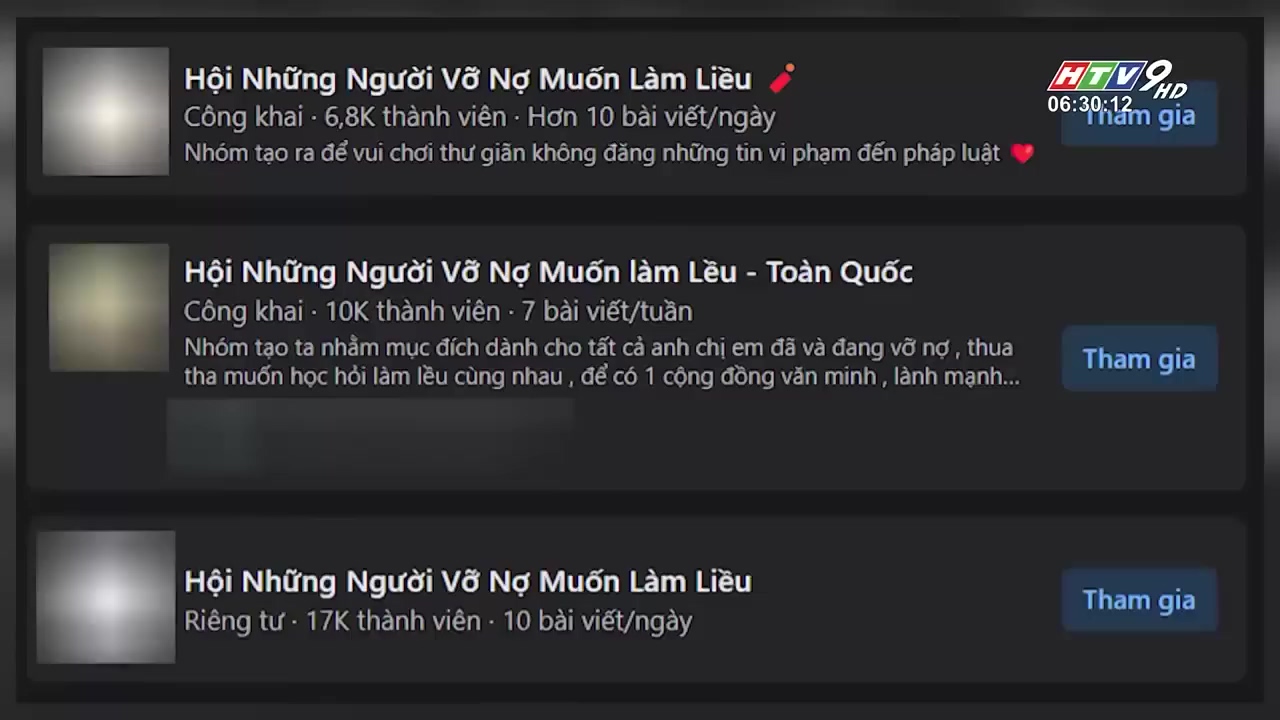 Hội Những Người Vỡ Nợ Muốn Làm Liều 🧨
Công khai · 6,8K thành viên · Hơn 10 bài viết/ngày
Nhóm tạo ra để vui chơi thư giãn không đăng những tin vi phạm đến pháp luật ❤️
HTV9 HD
06:30:12
Tham gia
Hội Những Người Vỡ Nợ Muốn làm Lều - Toàn Quốc
Công khai · 10K thành viên · 7 bài viết/tuần
Nhóm tạo ta nhằm mục đích dành cho tất cả anh chị em đã và đang vỡ nợ , thua
tha muốn học hỏi làm lều cùng nhau , để có 1 cộng đồng văn minh , lành mạnh...
Tham gia
Hội Những Người Vỡ Nợ Muốn Làm Liều
Riêng tư · 17K thành viên · 10 bài viết/ngày
Tham gia